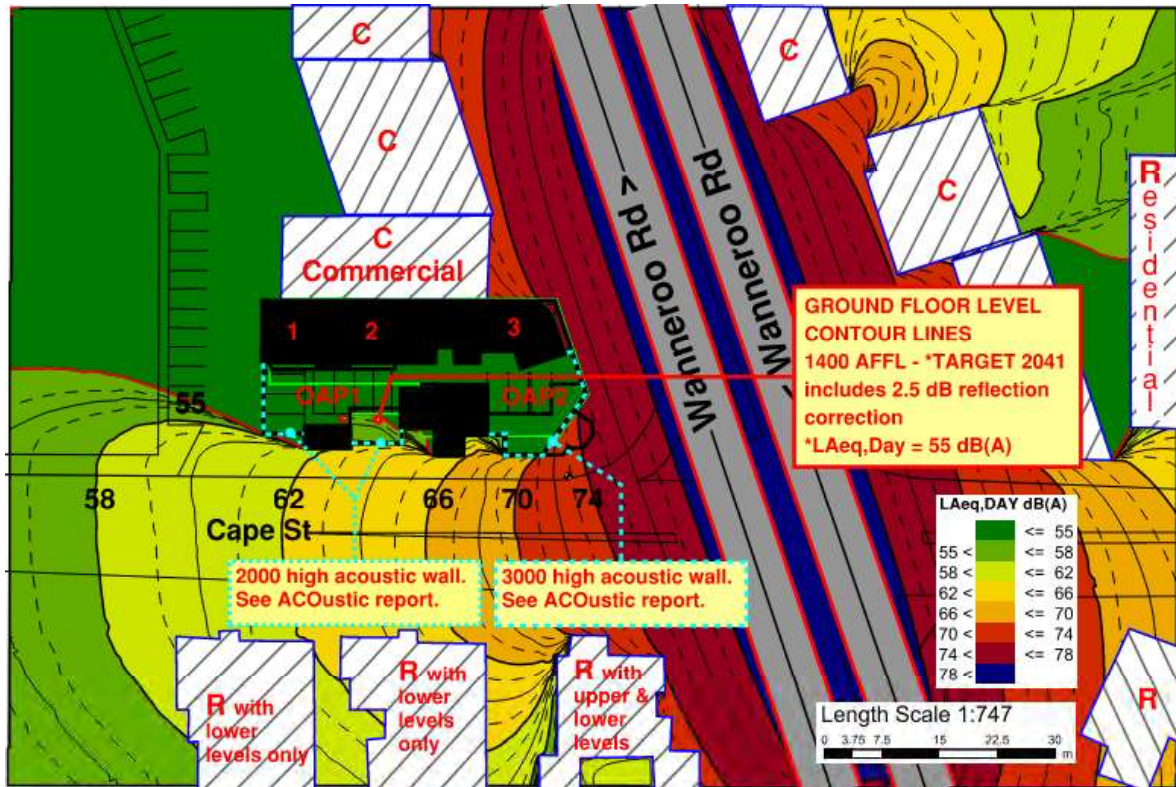 C
C
C
C
C
Commercial
Wanneroo Rd >
Wanneroo Rd
Residential
1
2
3
OAP1
OAP2
GROUND FLOOR LEVEL
CONTOUR LINES
1400 AFFL - *TARGET 2041
includes 2.5 dB reflection
correction
*LAeq,Day = 55 dB(A)
55
58
62
66
70
74
Cape St
2000 high acoustic wall.
See ACOustic report.
3000 high acoustic wall.
See ACOustic report.
LAeq,DAY dB(A)
<= 55
55 < <= 58
58 < <= 62
62 < <= 66
66 < <= 70
70 < <= 74
74 < <= 78
78 <
R with
lower
levels only
R with
lower
levels
only
R with
upper &
lower
levels
R
Length Scale 1:747
0 3.75 7.5 15 22.5 30
m